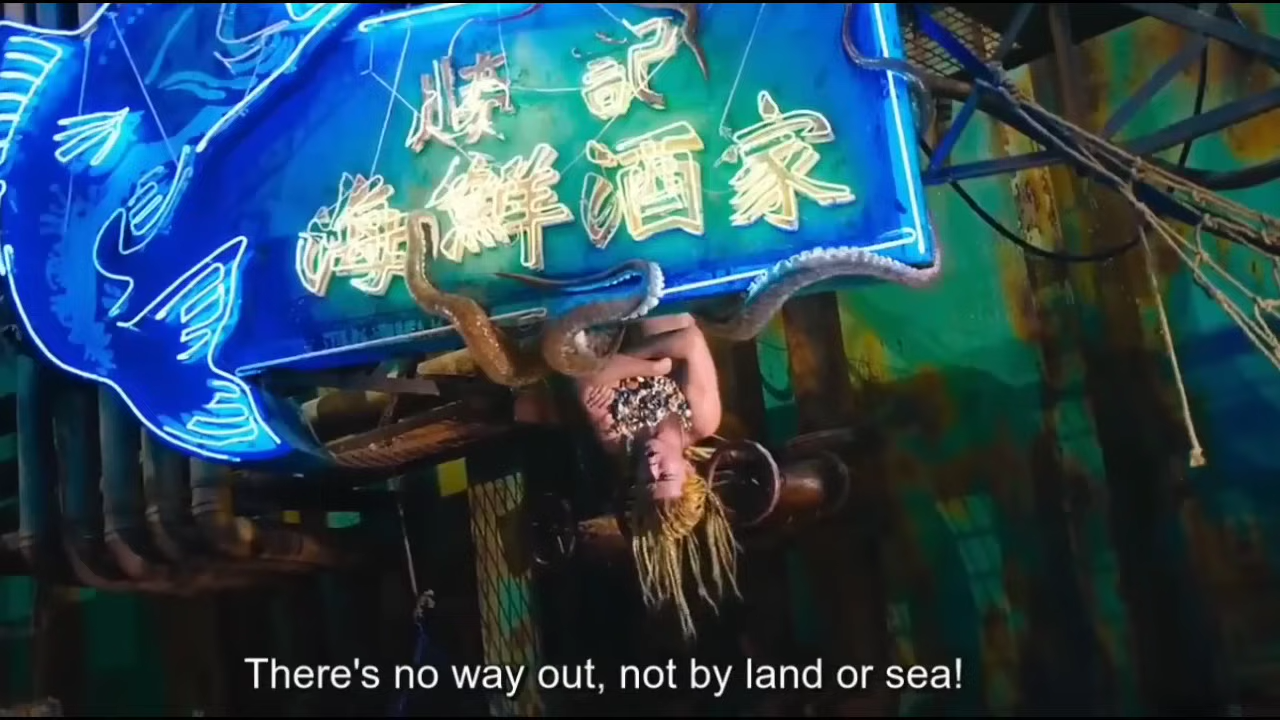 記
海鮮酒家
There's no way out, not by land or sea!